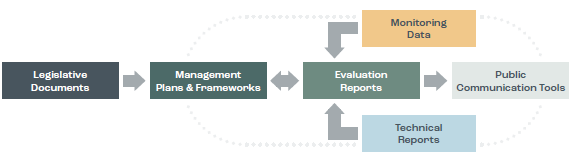 Monitoring
Data
Legislative
Documents
Management
Plans & Frameworks
Evaluation
Reports
Public
Communication Tools
Technical
Reports